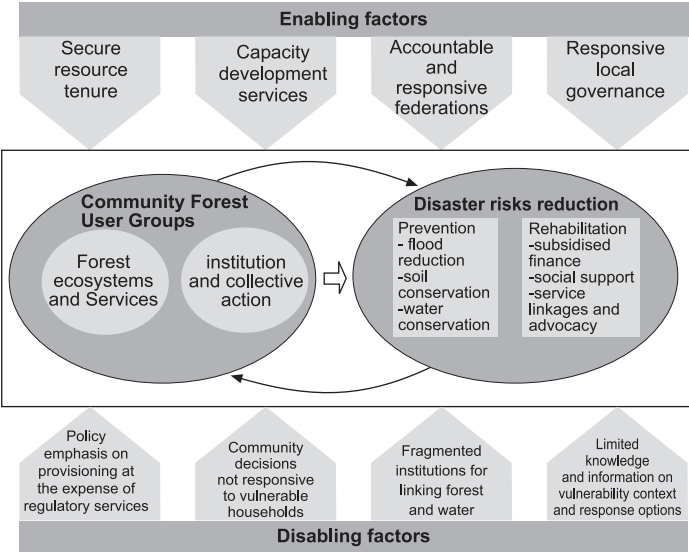 Enabling factors
Secure
resource
tenure
Capacity
development
services
Accountable
and
responsive
federations
Responsive
local
governance
Community Forest
User Groups
Forest
ecosystems
and Services
institution
and collective
action
Disaster risks reduction
Prevention
- flood
reduction
-soil
conservation
-water
conservation
Rehabilitation
-subsidised
finance
-social support
-service
linkages and
advocacy
Policy
emphasis on
provisioning at
the expense of
regulatory services
Community
decisions
not responsive
to vulnerable
households
Fragmented
institutions for
linking forest
and water
Limited
knowledge
and information on
vulnerability context
and response options
Disabling factors